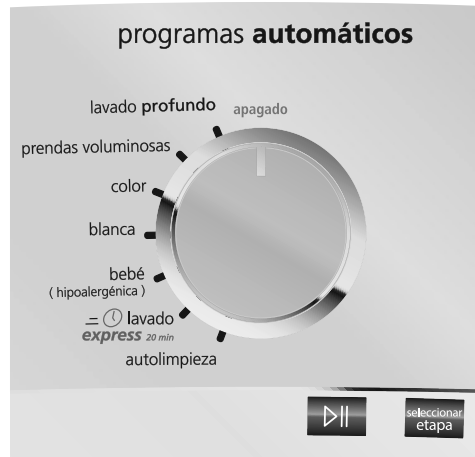 programas automáticos
lavado profundo
apagado
prendas voluminosas
color
blanca
bebé
( hipoalergénica )
lavado
express 20 min
autolimpieza
seleccionar
etapa